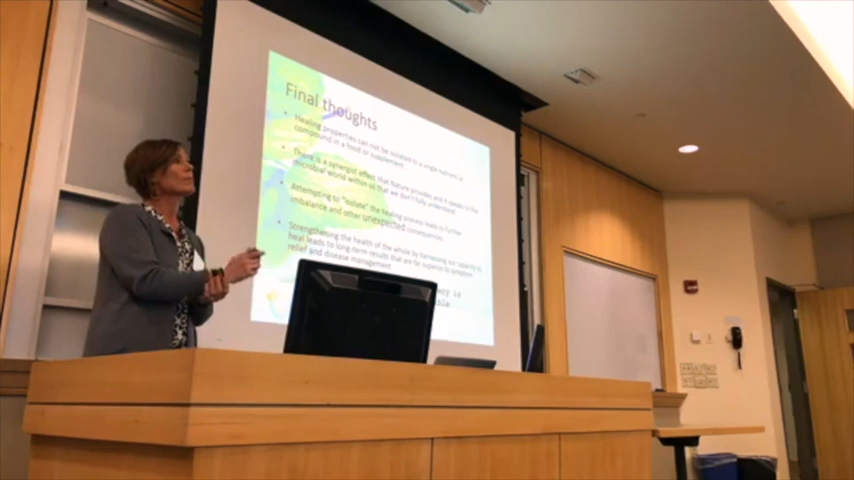 Final thoughts
• Healing properties can not be isolated to a single nutrient or
compound in a food or supplement.
• There is a synergist effect that Nature provides and it speaks to the
microbial world within us that we don't fully understand.
• Attempting to "isolate" the healing process leads to further
imbalance and other unexpected consequences.
• Strengthening the health of the whole by harnessing our capacity to
heal leads to long-term results that are far superior to symptom
relief and disease management.